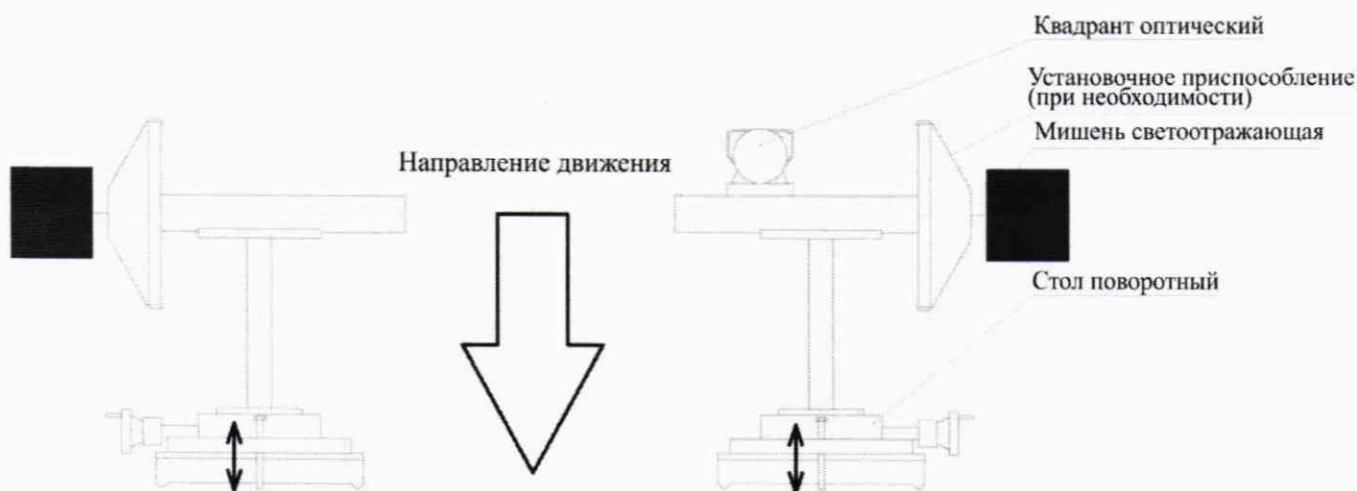 Квадрант оптический
Установочное приспособление
(при необходимости)
Мишень светоотражающая
Направление движения
Стол поворотный